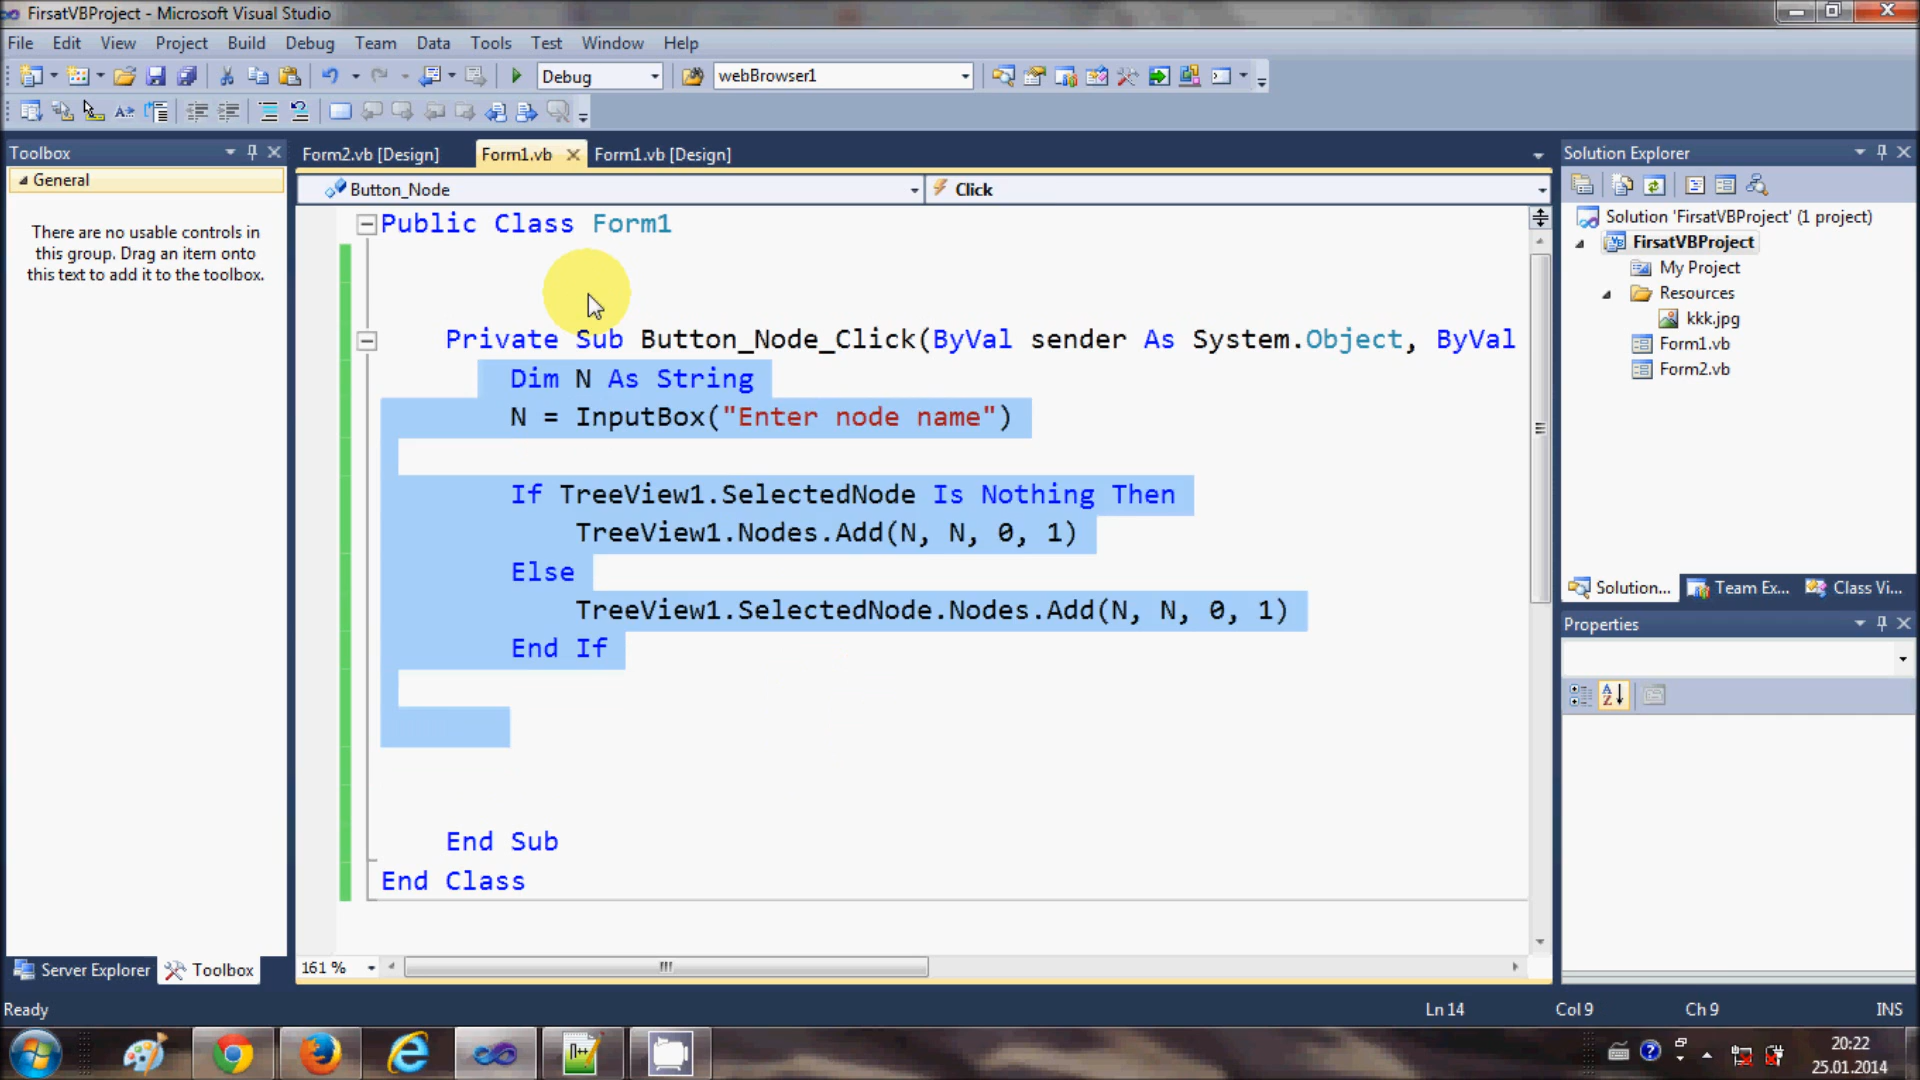 FirsatVBProject - Microsoft Visual Studio
File Edit View Project Build Debug Team Data Tools Test Window Help
Debug webBrowser1
Toolbox
General
There are no usable controls in
this group. Drag an item onto
this text to add it to the toolbox.
Server Explorer Toolbox
Form2.vb [Design] Form1.vb Form1.vb [Design]
Button_Node Click
Public Class Form1
Private Sub Button_Node_Click(ByVal sender As System.Object, ByVal
Dim N As String
N = InputBox("Enter node name")
If TreeView1.SelectedNode Is Nothing Then
TreeView1.Nodes.Add(N, N, 0, 1)
Else
TreeView1.SelectedNode.Nodes.Add(N, N, 0, 1)
End If
End Sub
End Class
161 %
Solution Explorer
Solution 'FirsatVBProject' (1 project)
FirsatVBProject
My Project
Resources
kkk.jpg
Form1.vb
Form2.vb
Solution... Team Ex... Class Vi...
Properties
Ready Ln 14 Col 9 Ch 9 INS
20:22
25.01.2014